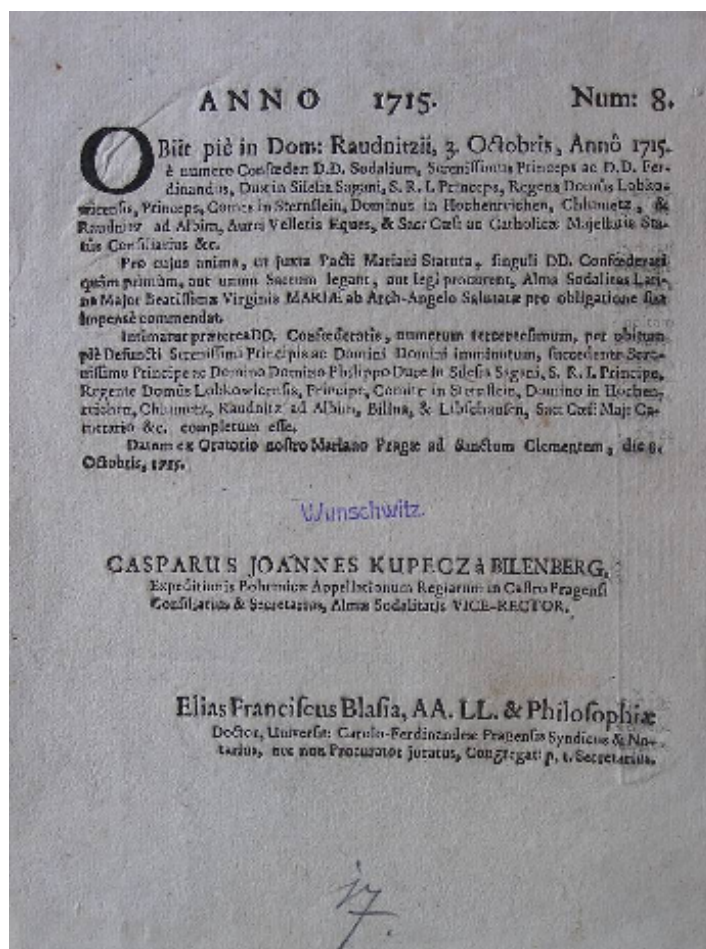 ANNO 1715. Num: 8.
OBiit piè in Dom: Raudnitzii, 3. Octobris, Annô 1715.
è numero Confœder: D.D. Sodalium, Serenissimus Princeps ac D.D. Fer-
dinandus, Dux in Silesia Sagani, S. R. I. Princeps, Regens Domûs Lobko-
wicensis, Princeps, Comes in Sternstein, Dominus in Hochenreichen, Chlumetz, &
Raudnitz ad Albim, Aurei Velleris Eques, & Sac: Cæs: ac Catholicæ Majestatis Sta-
tûs Consiliarius &c.
Pro cujus anima, ut juxta Pacti Mariani Statuta, singuli DD. Confœderati
quàm primùm, aut unum Sacrum legant, aut legi procurent, Alma Sodalitas Lati-
na Major Beatissimæ Virginis MARIÆ ab Arch-Angelo Salutatæ pro obligatione sua
impensè commendat.
Intimatur præterea DD. Confœderatis, numerum tercentesimum, per obitum
piè Defuncti Serenissimi Principis ac Domini Domini imminutum, succedente Sere-
nissimo Principe ac Domino Domino Philippo Duce in Silesia Sagani, S. R. I. Principe,
Regente Domûs Lobkowicensis, Principe, Comite in Sternstein, Domino in Hochen-
reichen, Chlumetz, Raudnitz ad Albim, Bilina, & Libschausen, Sac: Cæs: Maj: Ca-
merario &c. completum esse.
Datum ex Oratorio nostro Mariano Pragæ ad Sanctum Clementem, die 8.
Octobris, 1715.
Wunschwitz.
CASPARUS JOANNES KUPECZ à BILENBERG,
Expeditionis Bohemicæ Appellationum Regiarum in Castro Pragensi
Consiliarius & Secretarius, Almæ Sodalitatis VICE-RECTOR.
Elias Franciscus Blasia, AA. LL. & Philosophiæ
Doctor, Universit: Carolo-Ferdinandeæ Pragensis Syndicus & No-
tarius, nec non Procurator juratus, Congregat: p. t. Secretarius.
17.